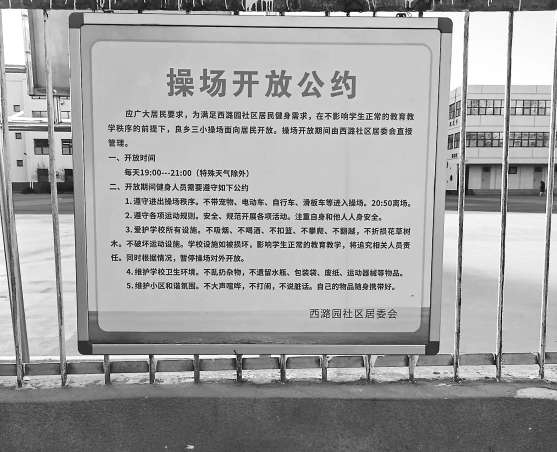 操场开放公约
应广大居民要求，为满足西潞园社区居民健身需求，在不影响学生正常的教育教
学秩序的前提下，良乡三小操场面向居民开放。操场开放期间由西潞园社区居委会直接
管理。
一、开放时间
每天19:00---21:00（特殊天气除外）
二、开放期间健身人员需要遵守如下公约
1.遵守进出操场秩序。不带宠物、电动车、自行车、滑板车等进入操场。20:50离场。
2.遵守各项运动规则。安全、规范开展各项活动。注重自身和他人人身安全。
3.爱护学校所有设施。不吸烟、不喝酒、不扣篮、不攀爬、不翻越，不折损花草树
木。不破坏运动设施。学校设施如被损坏，影响学生正常的教育教学，将追究相关人员责
任。同时根据情况，暂停操场对外开放。
4.维护学校卫生环境。不乱扔杂物，不遗留水瓶、包装袋、废纸、运动器械等物品。
5.维护小区和谐氛围。不大声喧哗，不打闹，不说脏话。自己的物品随身携带好。
西潞园社区居委会